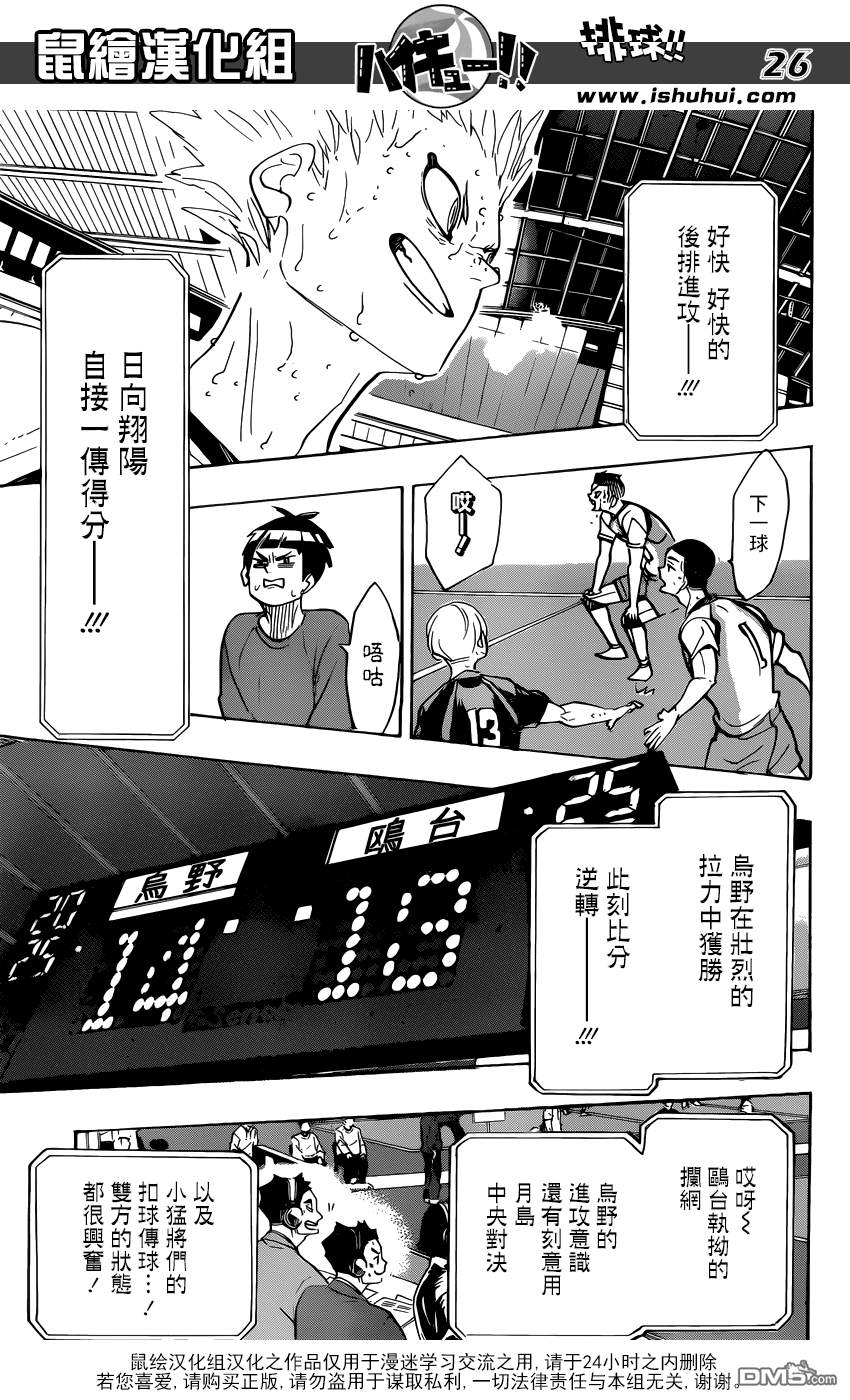 鼠繪漢化組
ハイキュー!!
排球!!
26
www.ishuhui.com
好快 好快的
後排進攻——!!!
日向翔陽
自接一傳得分——!!!
下一球
哎—
13
1
唔咕
25
鷗台
烏野
14
18
烏野在壯烈的
拉力中獲勝
此刻比分
逆轉——!!!
哎呀~
鷗台執拗的
攔網
烏野的
進攻意識
還有刻意用
月島
中央對決
以及
小猛將們的
扣球傳球…!
雙方的狀態
都很興奮!
鼠绘汉化组汉化之作品仅用于漫迷学习交流之用,请于24小时之内删除
若您喜爱,请购买正版,请勿盗用于谋取私利,一切法律责任与本组无关,谢谢。
DM5.com